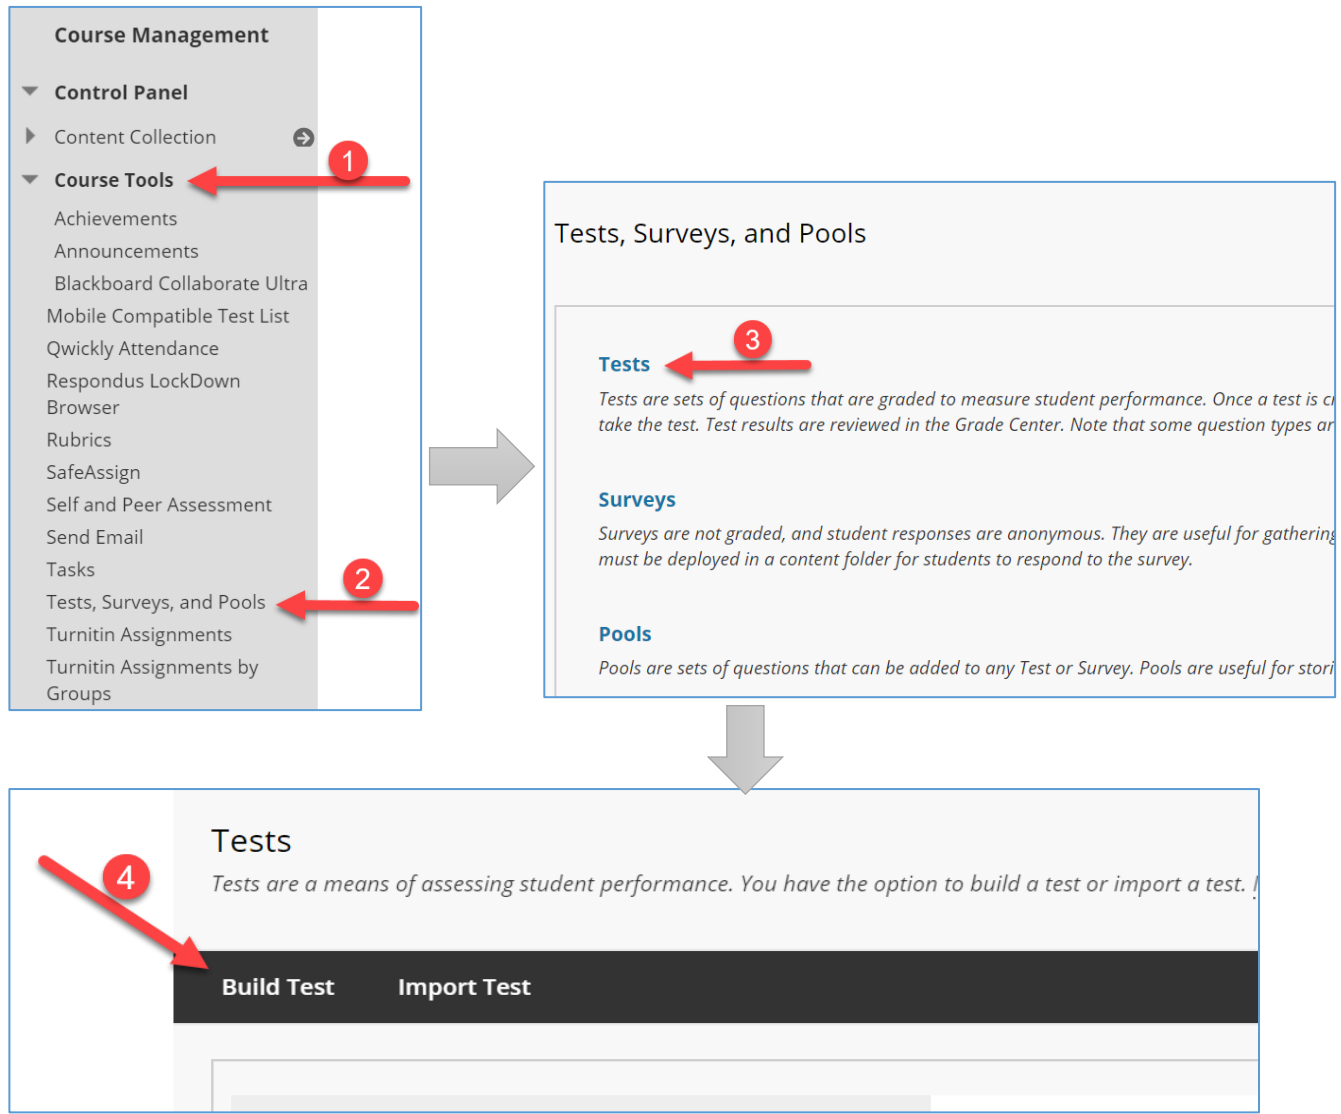 Course Management
Control Panel
Content Collection
1
Course Tools
Achievements
Announcements
Blackboard Collaborate Ultra
Mobile Compatible Test List
Qwickly Attendance
Respondus LockDown
Browser
Rubrics
SafeAssign
Self and Peer Assessment
Send Email
Tasks
2
Tests, Surveys, and Pools
Turnitin Assignments
Turnitin Assignments by
Groups
Tests, Surveys, and Pools
3
Tests
Tests are sets of questions that are graded to measure student performance. Once a test is
take the test. Test results are reviewed in the Grade Center. Note that some question types ar
Surveys
Surveys are not graded, and student responses are anonymous. They are useful for gathering
must be deployed in a content folder for students to respond to the survey.
Pools
Pools are sets of questions that can be added to any Test or Survey. Pools are useful for stori
Tests
4
Tests are a means of assessing student performance. You have the option to build a test or import a test.
Build Test
Import Test